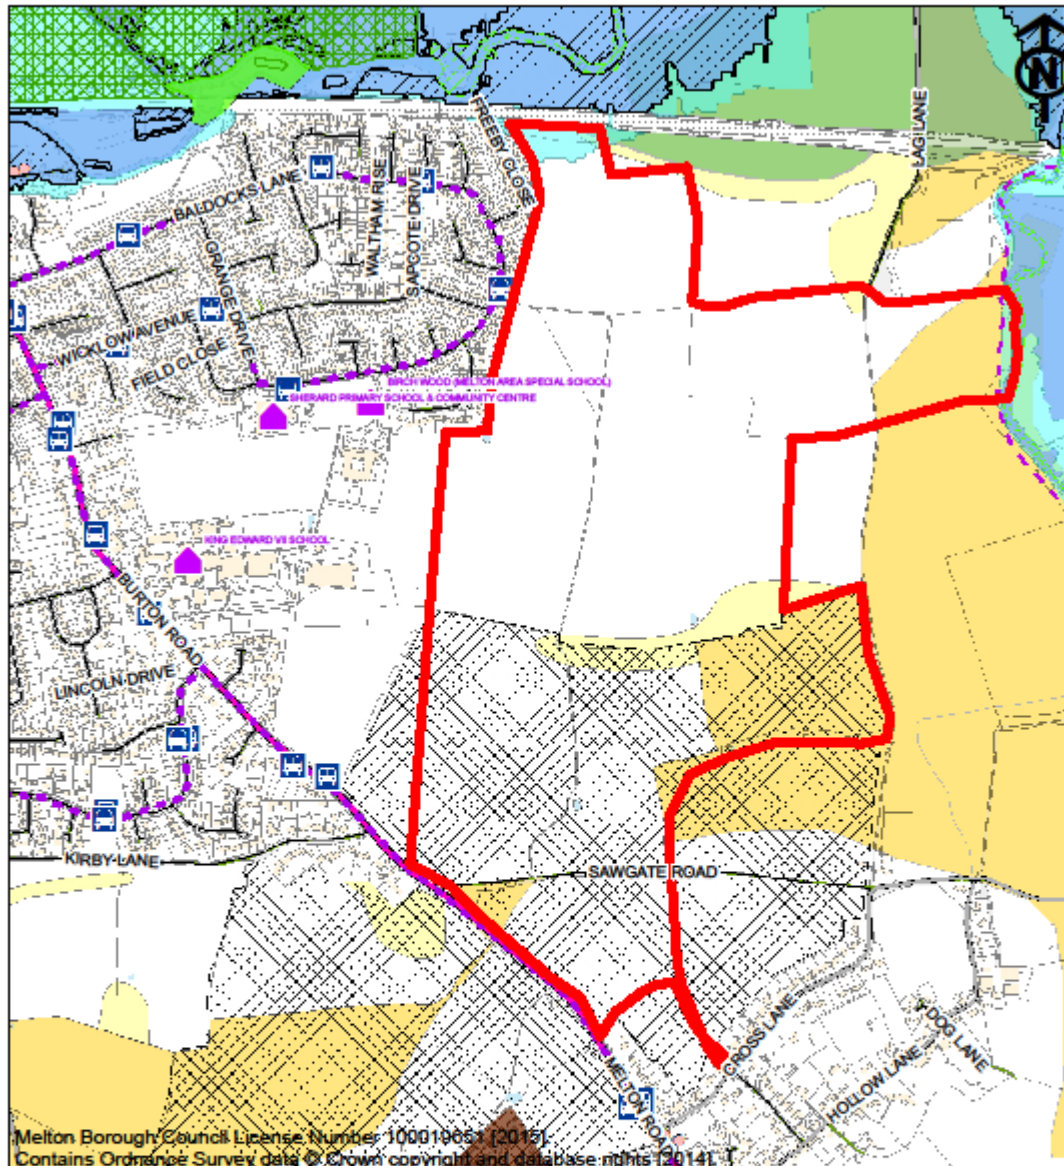 N
FREEBY CLOSE
LAG LANE
BALDOCKS LANE
WALTHAM RISE
SAPCOTE DRIVE
GRANGE DRIVE
WICKLOW AVENUE
FIELD CLOSE
BIRCH WOOD (MELTON AREA SPECIAL SCHOOL)
SHERARD PRIMARY SCHOOL & COMMUNITY CENTRE
KING EDWARD VII SCHOOL
BURTON ROAD
LINCOLN DRIVE
KIRBY LANE
SAWGATE ROAD
CROSS LANE
DOG LANE
HOLLOW LANE
MELTON ROAD
Melton Borough Council License Number 100019651 [2015].
Contains Ordnance Survey data © Crown copyright and database rights [2014].